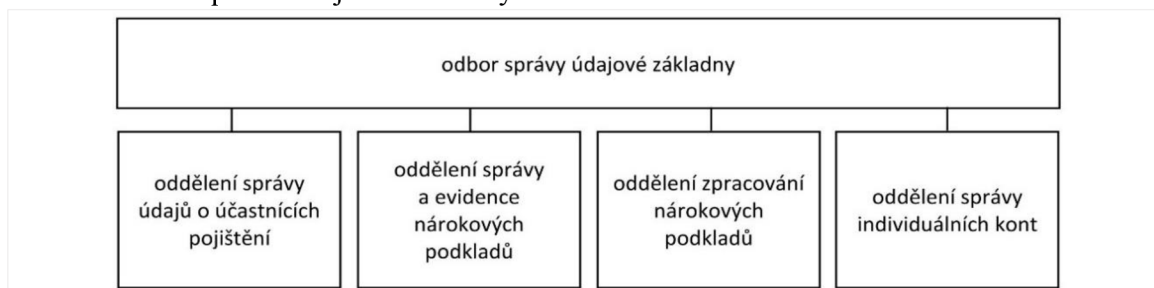 odbor správy údajové základny
oddělení správy
údajů o účastnících
pojištění
oddělení správy
a evidence
nárokových
podkladů
oddělení zpracování
nárokových
podkladů
oddělení správy
individuálních kont